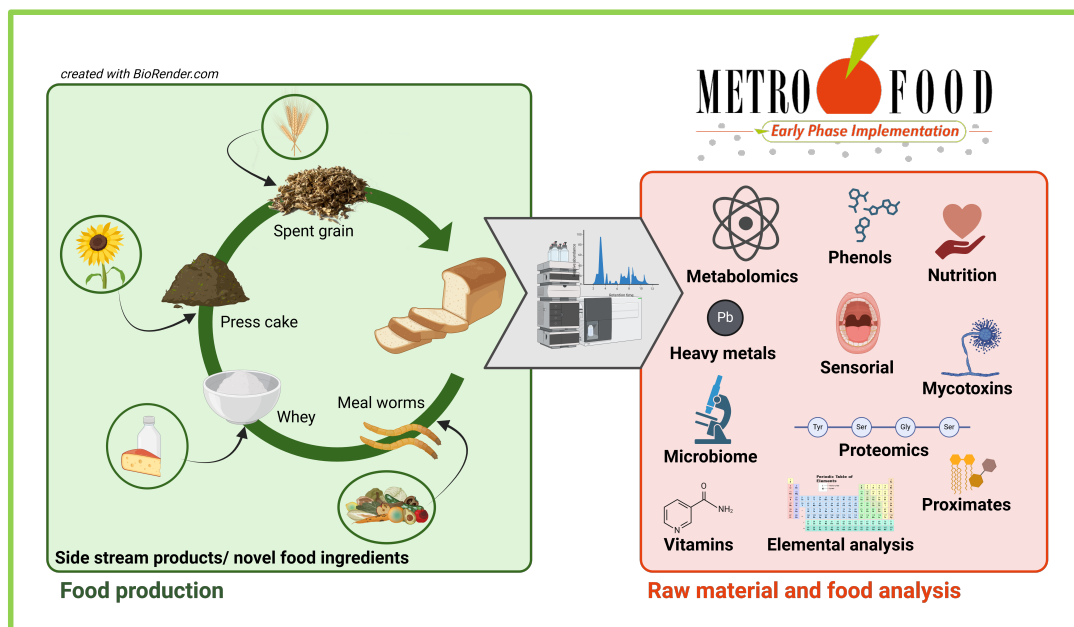 created with BioRender.com
METROFOOD
Early Phase Implementation
Spent grain
Press cake
Whey
Meal worms
Side stream products/ novel food ingredients
Food production
Metabolomics
Phenols
Nutrition
Pb
Heavy metals
Sensorial
Mycotoxins
Microbiome
Tyr Ser Gly Ser
Proteomics
Proximates
O
NH₂
N
Vitamins
Periodic Table of
Elements
Elemental analysis
Raw material and food analysis